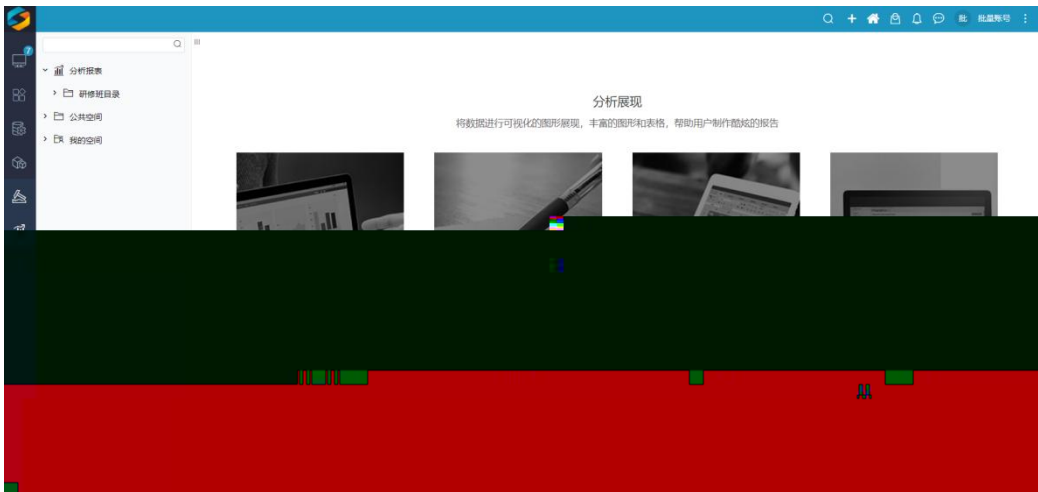 批 批量账号
7
分析报表
研修班目录
公共空间
我的空间
分析展现
将数据进行可视化的图形展现，丰富的图形和表格，帮助用户制作酷炫的报告